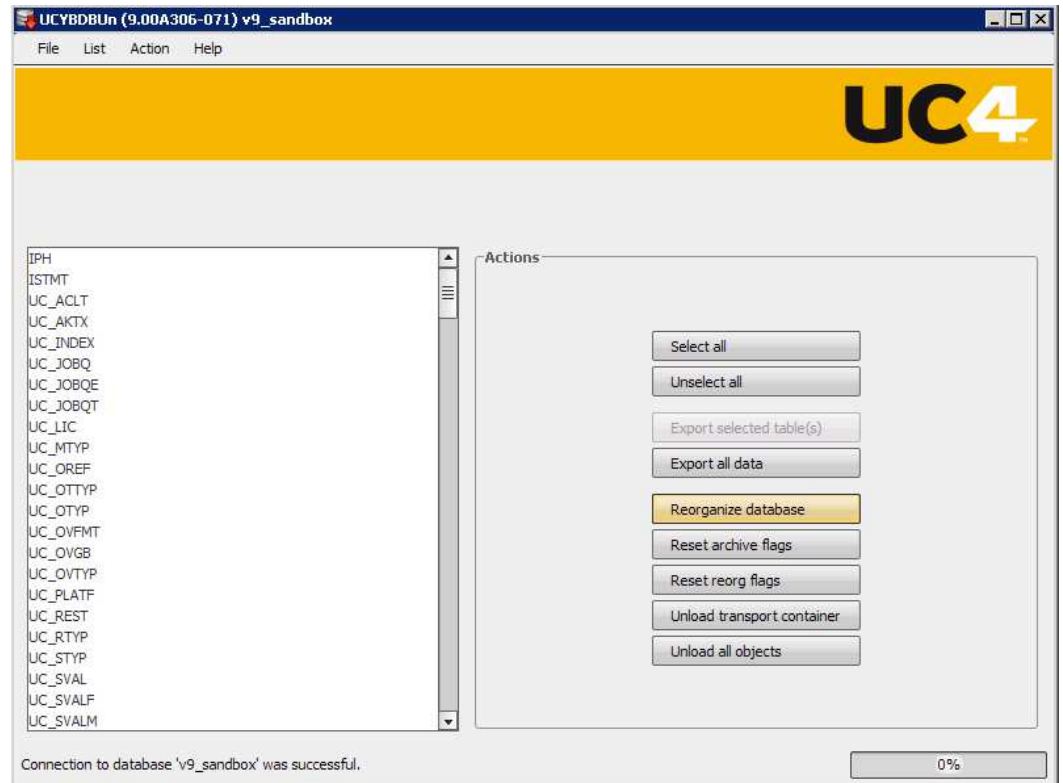 UCYBDBUn (9.00A306-071) v9_sandbox
File List Action Help
UC4
IPH
ISTMT
UC_ACLT
UC_AKTX
UC_INDEX
UC_JOBQ
UC_JOBQE
UC_JOBQT
UC_LIC
UC_MTYP
UC_OREF
UC_OTTYP
UC_OTYP
UC_OVFMT
UC_OVGB
UC_OVTYP
UC_PLATF
UC_REST
UC_RTYP
UC_STYP
UC_SVAL
UC_SVALF
UC_SVALM
Actions
Select all
Unselect all
Export selected table(s)
Export all data
Reorganize database
Reset archive flags
Reset reorg flags
Unload transport container
Unload all objects
Connection to database 'v9_sandbox' was successful.
0%